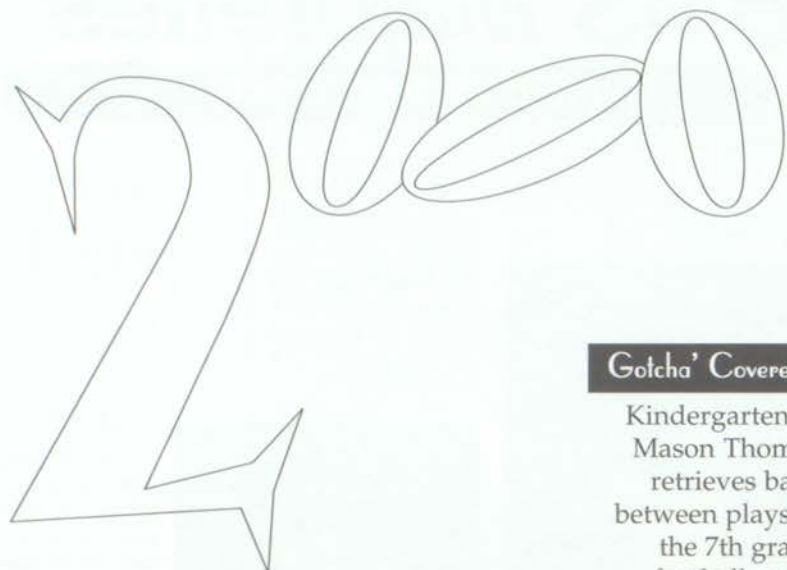 2000
Gotcha' Covere
Kindergarten
Mason Thom
retrieves ba
between plays
the 7th gra